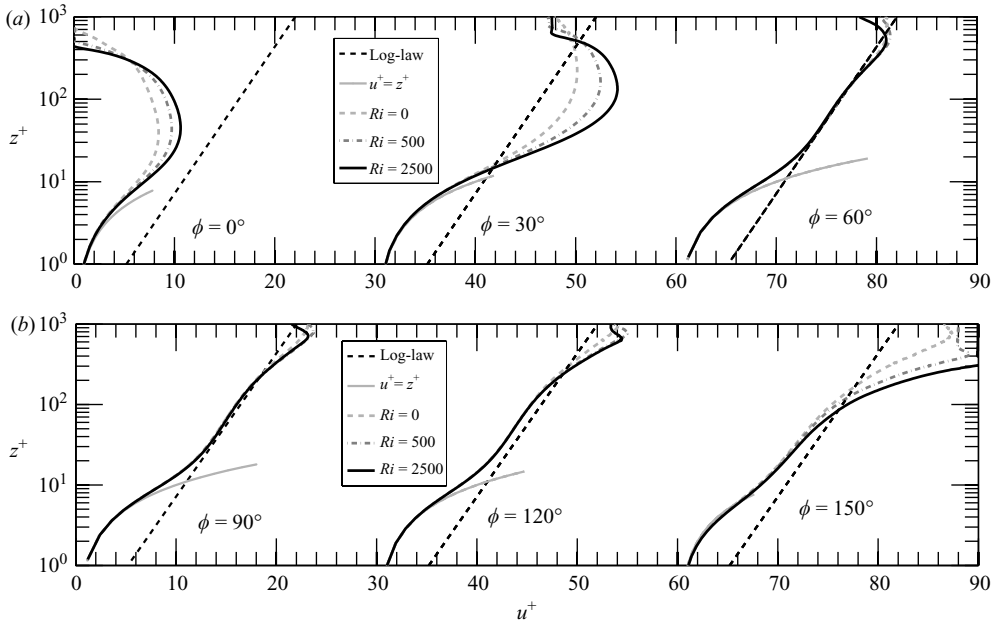 (a)
10³
10²
z⁺
10¹
10⁰
Log-law
u⁺ = z⁺
Ri = 0
Ri = 500
Ri = 2500
ϕ = 0°
ϕ = 30°
ϕ = 60°
0 10 20 30 40 50 60 70 80 90
(b)
10³
10²
z⁺
10¹
10⁰
Log-law
u⁺ = z⁺
Ri = 0
Ri = 500
Ri = 2500
ϕ = 90°
ϕ = 120°
ϕ = 150°
0 10 20 30 40 50 60 70 80 90
u⁺